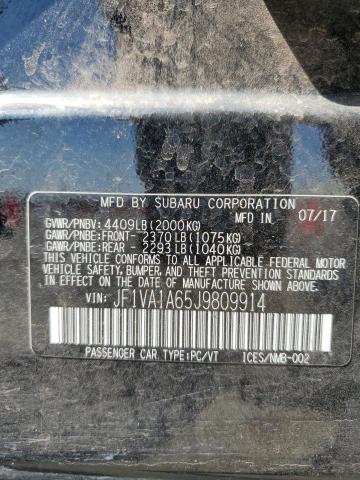 MFD BY SUBARU CORPORATION
GVWR/PNBV: 4409LB(2000KG) MFD. IN 07/17
GAWR/PNBE:FRONT- 2370LB(1075KG)
GAWR/PNBE:REAR - 2293LB(1040KG)
THIS VEHICLE CONFORMS TO ALL APPLICABLE FEDERAL MOTOR
VEHICLE SAFETY, BUMPER, AND THEFT PREVENTION STANDARDS IN
EFFECT ON THE DATE OF MANUFACTURE SHOWN ABOVE.
VIN: JF1VA1A65J9809914
PASSENGER CAR TYPE:PC/VT ICES/NMB-002